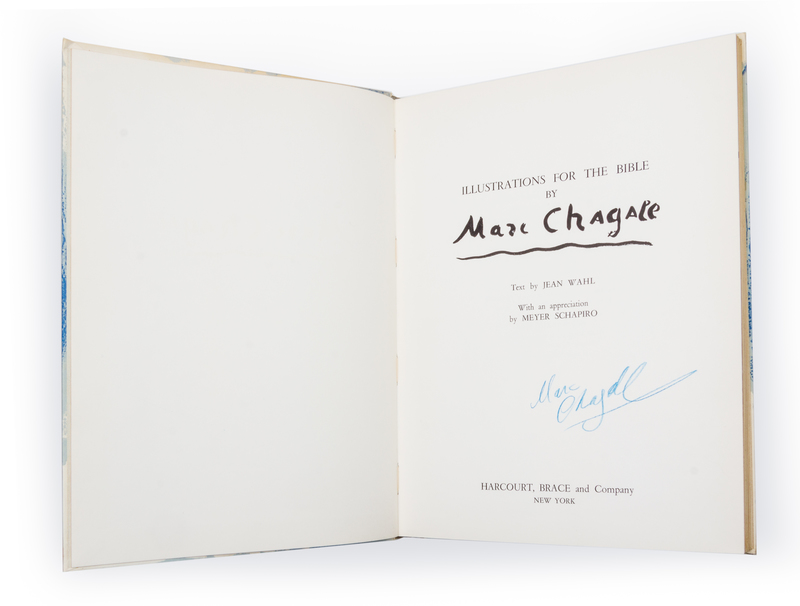 ILLUSTRATIONS FOR THE BIBLE
BY
Marc Chagall
Text by JEAN WAHL
With an appreciation
by MEYER SCHAPIRO
Marc
Chagall
HARCOURT, BRACE and Company
NEW YORK